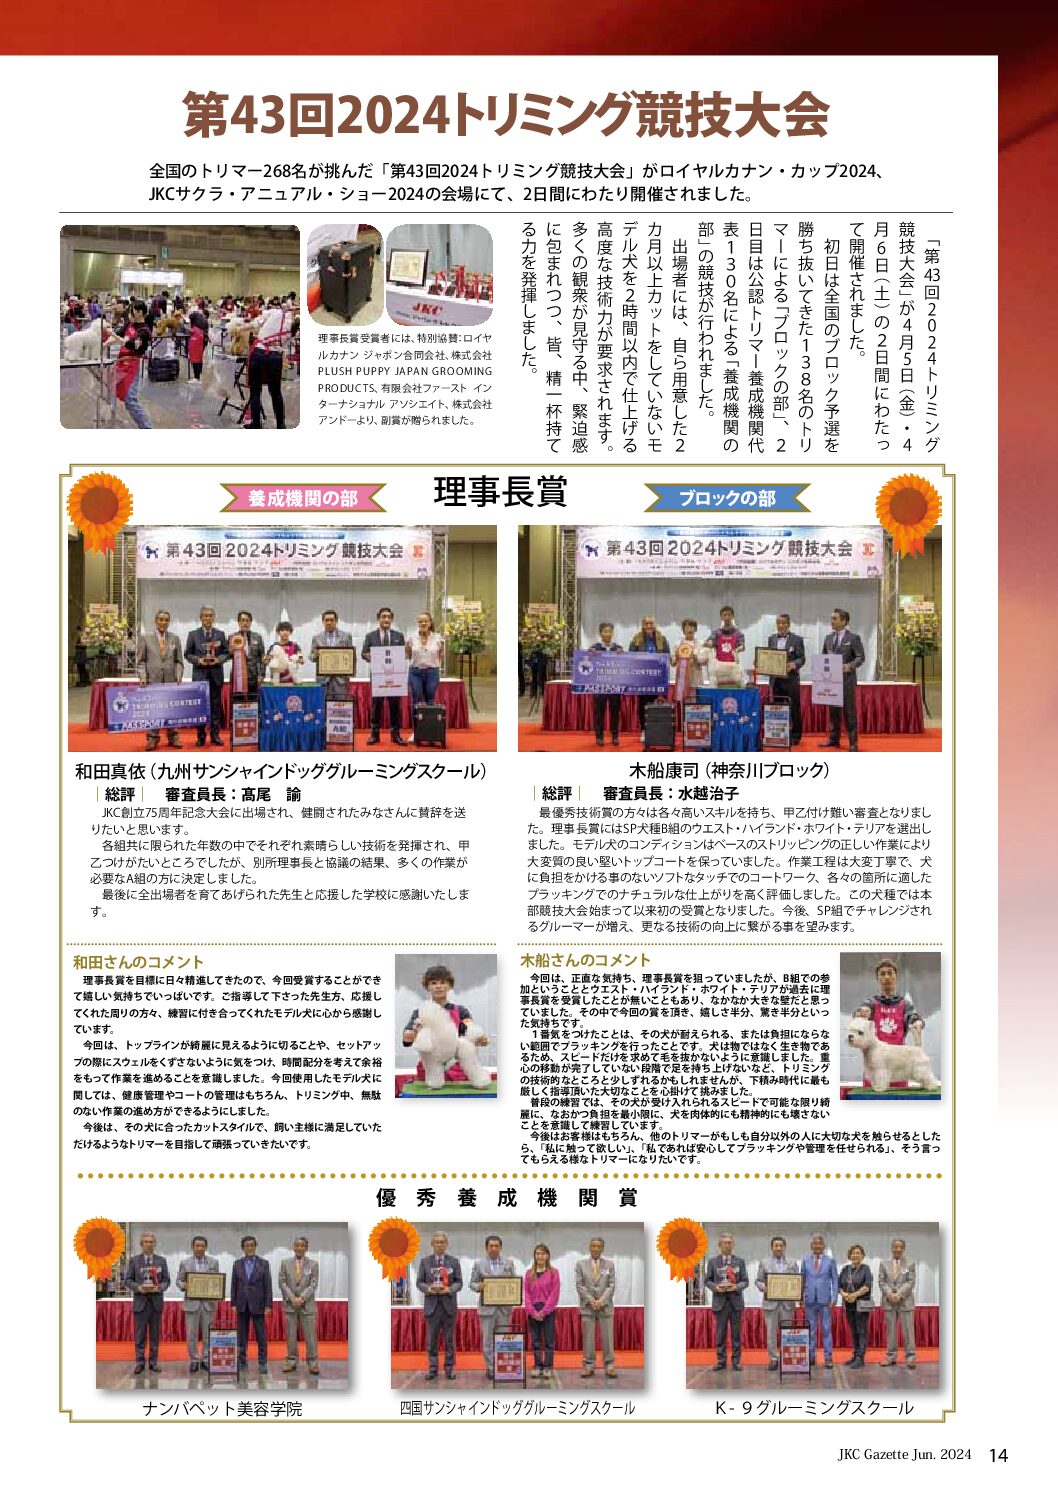 第43回2024トリミング競技大会
全国のトリマー268名が挑んだ「第43回2024トリミング競技大会」がロイヤルカナン・カップ2024、
JKCサクラ・アニュアル・ショー2024の会場にて、2日間にわたり開催されました。
「第43回2024トリミング
競技大会」が4月5日(金)・4
月6日(土)の2日間にわたっ
て開催されました。
初日は全国のブロック予選を
勝ち抜いてきた138名のトリ
マーによる「ブロックの部」、2
日目は公認トリマー養成機関代
表130名による「養成機関の
部」の競技が行われました。
出場者には、自ら用意した2
カ月以上カットをしていないモ
デル犬を2時間以内で仕上げる
高度な技術力が要求されます。
多くの観衆が見守る中、緊迫感
に包まれつつ、皆、精一杯持て
る力を発揮しました。
JKC
理事長賞受賞者には、特別協賛:ロイヤ
ルカナン ジャポン合同会社、株式会社
PLUSH PUPPY JAPAN GROOMING
PRODUCTS、有限会社ファースト イン
ターナショナル アソシエイト、株式会社
アンドーより、副賞が贈られました。
養成機関の部
理事長賞
ブロックの部
第43回2024トリミング競技大会
第43回2024トリミング競技大会
和田真依(九州サンシャインドッググルーミングスクール)
|総評| 審査員長:髙尾 諭
JKC創立75周年記念大会に出場され、健闘されたみなさんに賛辞を送
りたいと思います。
各組共に限られた年数の中でそれぞれ素晴らしい技術を発揮され、甲
乙つけがたいところでしたが、別所理事長と協議の結果、多くの作業が
必要なA組の方に決定しました。
最後に全出場者を育てあげられた先生と応援した学校に感謝いたしま
す。
木船康司(神奈川ブロック)
|総評| 審査員長:水越治子
最優秀技術賞の方々は各々高いスキルを持ち、甲乙付け難い審査となりまし
た。理事長賞にはSP犬種B組のウエスト・ハイランド・ホワイト・テリアを選出し
ました。モデル犬のコンディションはベースのストリッピングの正しい作業により
大変質の良い堅いトップコートを保っていました。作業工程は大変丁寧で、犬
に負担をかける事のないソフトなタッチでのコートワーク、各々の箇所に適した
プラッキングでのナチュラルな仕上がりを高く評価しました。この犬種では本
部競技大会始まって以来初の受賞となりました。今後、SP組でチャレンジされ
るグルーマーが増え、更なる技術の向上に繋がる事を望みます。
和田さんのコメント
理事長賞を目標に日々精進してきたので、今回受賞することができ
て嬉しい気持ちでいっぱいです。ご指導して下さった先生方、応援し
てくれた周りの方々、練習に付き合ってくれたモデル犬に心から感謝し
ています。
今回は、トップラインが綺麗に見えるように切ることや、セットアッ
プの際にスウェルをくずさないように気をつけ、時間配分を考えて余裕
をもって作業を進めることを意識しました。今回使用したモデル犬に
関しては、健康管理やコートの管理はもちろん、トリミング中、無駄
のない作業の進め方ができるようにしました。
今後は、その犬に合ったカットスタイルで、飼い主様に満足していた
だけるようなトリマーを目指して頑張っていきたいです。
木船さんのコメント
今回は、正直な気持ち、理事長賞を狙っていましたが、B組での参
加ということとウエスト・ハイランド・ホワイト・テリアが過去に理
事長賞を受賞したことが無いこともあり、なかなか大きな壁だと思っ
ていました。その中で今回の賞を頂き、嬉しさ半分、驚き半分といっ
た気持ちです。
1番気をつけたことは、その犬が耐えられる、または負担にならな
い範囲でプラッキングを行ったことです。犬は物ではなく生き物であ
るため、スピードだけを求めて毛を抜かないように意識しました。重
心の移動が完了していない段階で足を持ち上げないなど、トリミング
の技術的なところと少しずれるかもしれませんが、下積み時代に最も
厳しく指導頂いた大切なことを心掛けて挑みました。
普段の練習では、その犬が受け入れられるスピードで可能な限り綺
麗に、なおかつ負担を最小限に、犬を肉体的にも精神的にも壊さない
ことを意識して練習しています。
今後はお客様はもちろん、他のトリマーがもしも自分以外の人に大切な犬を触らせるとした
ら、「私に触って欲しい」、「私であれば安心してプラッキングや管理を任せられる」、そう言っ
てもらえる様なトリマーになりたいです。
優秀養成機関賞
ナンバペット美容学院
四国サンシャインドッググルーミングスクール
K-9グルーミングスクール
JKC Gazette Jun. 2024 14